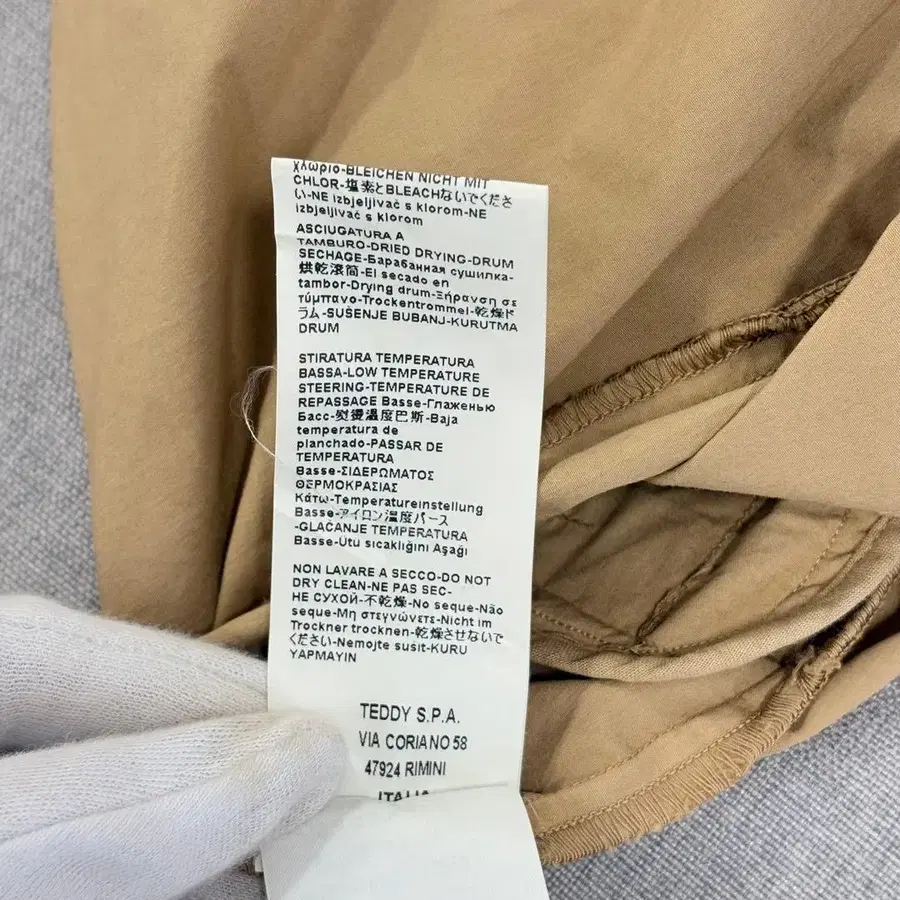 χλωριο-BLEICHEN NICHT MIT
CHLOR-塩素とBLEACHないでくださ
い-NE izbjeljivač s klorom-NE
izbjeljivač s klorom
ASCIUGATURA A
TAMBURO-DRIED DRYING-DRUM
SECHAGE-Барабанная сушилка-
烘乾滚筒-El secado en
tambor-Drying drum-Ξήρανση σε
τύμπανο-Trockentrommel-乾燥ド
ラム-SUŠENJE BUBANJ-KURUTMA
DRUM
STIRATURA TEMPERATURA
BASSA-LOW TEMPERATURE
STEERING-TEMPERATURE DE
REPASSAGE Basse-Глаженью
Басс-熨燙溫度巴斯-Baja
temperatura de
planchado-PASSAR DE
TEMPERATURA
Basse-ΣΙΔΕΡΩΜΑΤΟΣ
ΘΕΡΜΟΚΡΑΣΙΑΣ
Κάτω-Temperatureinstellung
Basse-アイロン温度バース
-GLAČANJE TEMPERATURA
Basse-Ütü sıcaklığını Aşağı
NON LAVARE A SECCO-DO NOT
DRY CLEAN-NE PAS SEC-
НЕ СУХОЙ-不乾燥-No seque-Não
seque-Μη στεγνώνετε-Nicht im
Trockner trocknen-乾燥させないで
ください-Nemojte susit-KURU
YAPMAYIN
TEDDY S.P.A.
VIA CORIANO 58
47924 RIMINI
ITALIA